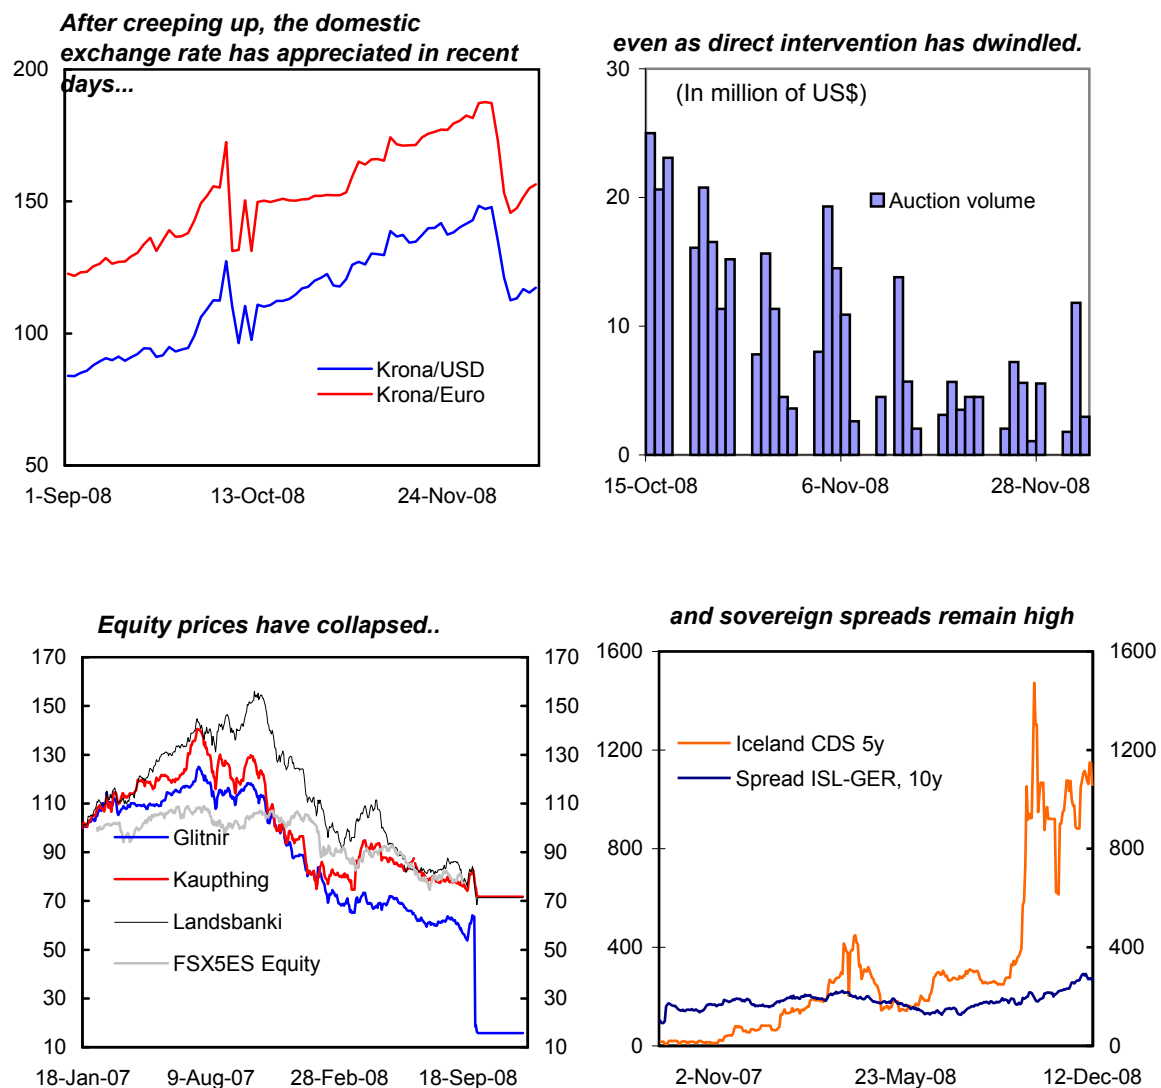 After creeping up, the domestic
exchange rate has appreciated in recent
days...
200
150
100
50
Krona/USD
Krona/Euro
1-Sep-08 13-Oct-08 24-Nov-08
even as direct intervention has dwindled.
30
(In million of US$)
20
Auction volume
10
0
15-Oct-08 6-Nov-08 28-Nov-08
Equity prices have collapsed..
170 170
150 150
130 130
110 110
90 90
70 70
50 50
30 30
10 10
Glitnir
Kaupthing
Landsbanki
FSX5ES Equity
18-Jan-07 9-Aug-07 28-Feb-08 18-Sep-08
and sovereign spreads remain high
1600 1600
1200 1200
800 800
400 400
0 0
Iceland CDS 5y
Spread ISL-GER, 10y
2-Nov-07 23-May-08 12-Dec-08